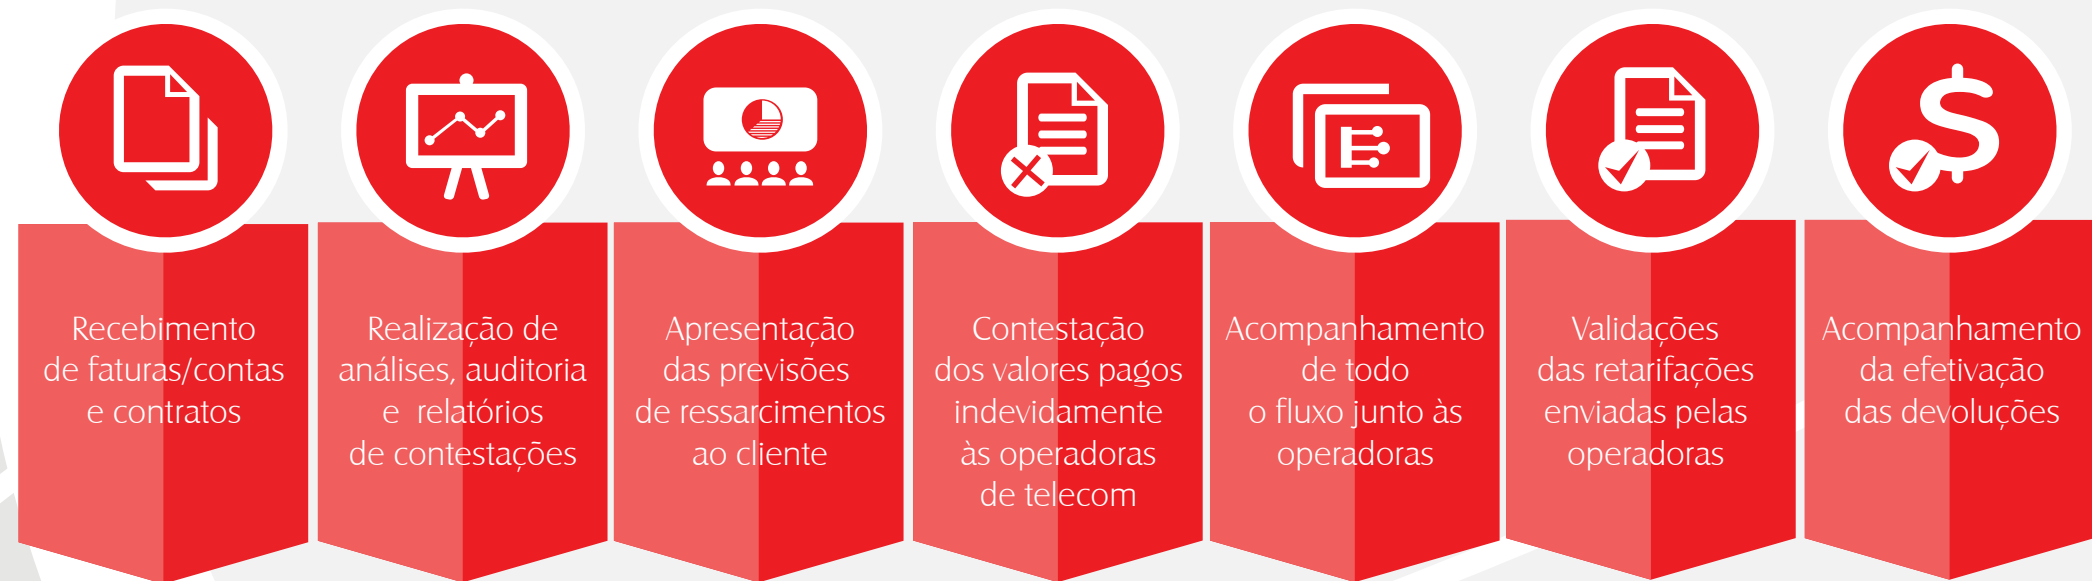 Recebimento
de faturas/contas
e contratos
Realização de
análises, auditoria
e relatórios
de contestações
Apresentação
das previsões
de ressarcimentos
ao cliente
Contestação
dos valores pagos
indevidamente
às operadoras
de telecom
Acompanhamento
de todo
o fluxo junto às
operadoras
Validações
das retarifações
enviadas pelas
operadoras
Acompanhamento
da efetivação
das devoluções